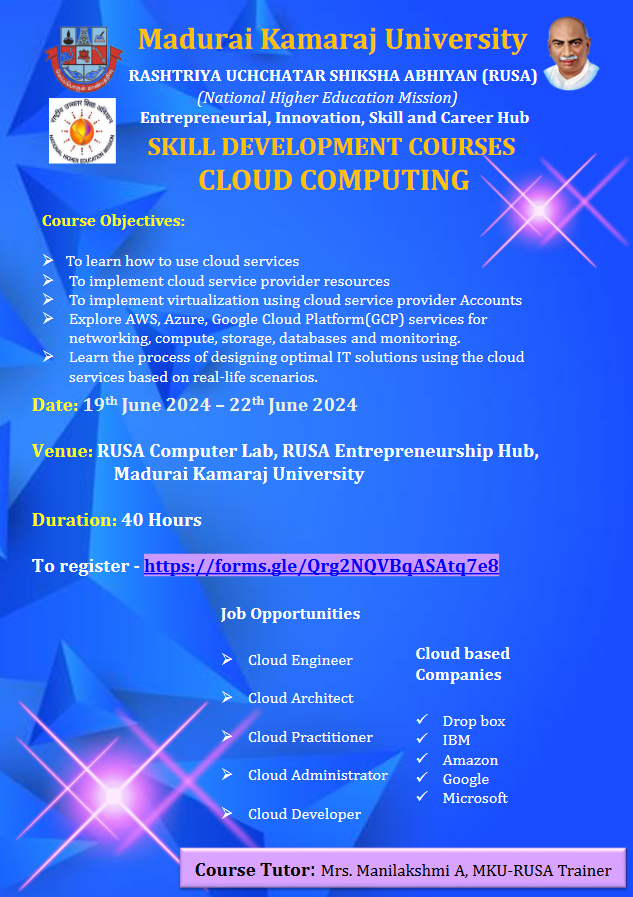 Madurai Kamaraj University
RASHTRIYA UCHCHATAR SHIKSHA ABHIYAN (RUSA)
(National Higher Education Mission)
Entrepreneurial, Innovation, Skill and Career Hub
SKILL DEVELOPMENT COURSES
CLOUD COMPUTING
Course Objectives:
To learn how to use cloud services
To implement cloud service provider resources
To implement virtualization using cloud service provider Accounts
Explore AWS, Azure, Google Cloud Platform(GCP) services for
networking, compute, storage, databases and monitoring.
Learn the process of designing optimal IT solutions using the cloud
services based on real-life scenarios.
Date: 19th June 2024 – 22th June 2024
Venue: RUSA Computer Lab, RUSA Entrepreneurship Hub,
Madurai Kamaraj University
Duration: 40 Hours
To register - https://forms.gle/Qrg2NQVBqASAtq7e8
Job Opportunities
Cloud Engineer
Cloud Architect
Cloud Practitioner
Cloud Administrator
Cloud Developer
Cloud based
Companies
Drop box
IBM
Amazon
Google
Microsoft
Course Tutor: Mrs. Manilakshmi A, MKU-RUSA Trainer